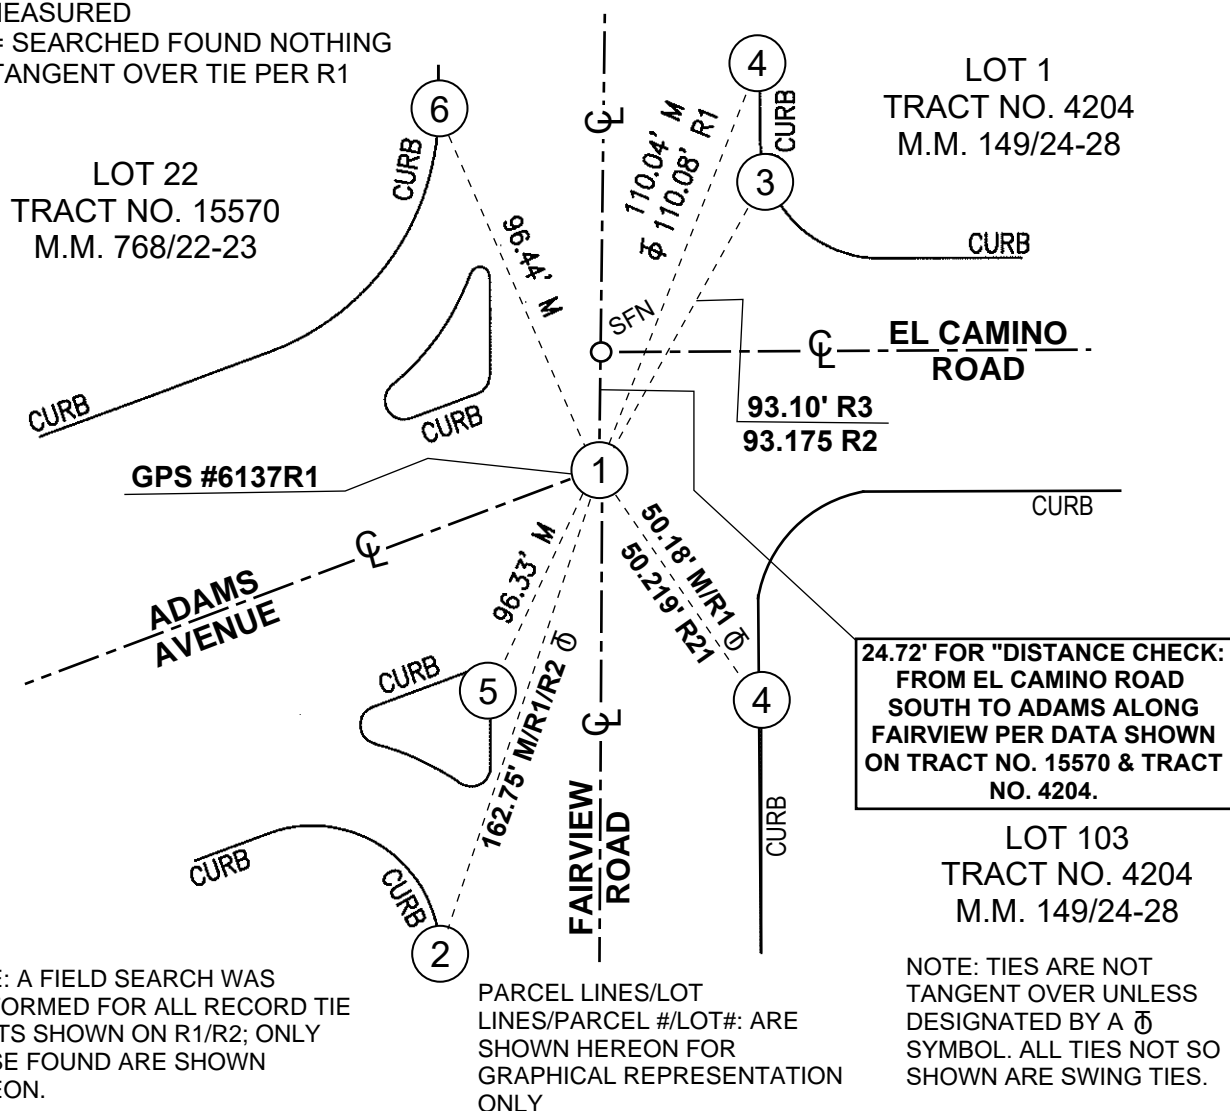 MEASURED
= SEARCHED FOUND NOTHING
TANGENT OVER TIE PER R1
LOT 22
TRACT NO. 15570
M.M. 768/22-23
6
CURB
96.44' M
℄
4
CURB
3
110.04' M
110.08' R1
LOT 1
TRACT NO. 4204
M.M. 149/24-28
CURB
SFN
℄
EL CAMINO
ROAD
93.10' R3
93.175 R2
CURB
CURB
GPS #6137R1
1
CURB
℄
ADAMS
AVENUE
96.33' M
162.75' M/R1/R2
50.18' M/R1
50.219' R21
CURB
5
4
℄
24.72' FOR "DISTANCE CHECK:
FROM EL CAMINO ROAD
SOUTH TO ADAMS ALONG
FAIRVIEW PER DATA SHOWN
ON TRACT NO. 15570 & TRACT
NO. 4204.
CURB
FAIRVIEW
ROAD
CURB
CURB
2
LOT 103
TRACT NO. 4204
M.M. 149/24-28
E: A FIELD SEARCH WAS
FORMED FOR ALL RECORD TIE
TS SHOWN ON R1/R2; ONLY
SE FOUND ARE SHOWN
EON.
PARCEL LINES/LOT
LINES/PARCEL #/LOT#: ARE
SHOWN HEREON FOR
GRAPHICAL REPRESENTATION
ONLY
NOTE: TIES ARE NOT
TANGENT OVER UNLESS
DESIGNATED BY A
SYMBOL. ALL TIES NOT SO
SHOWN ARE SWING TIES.